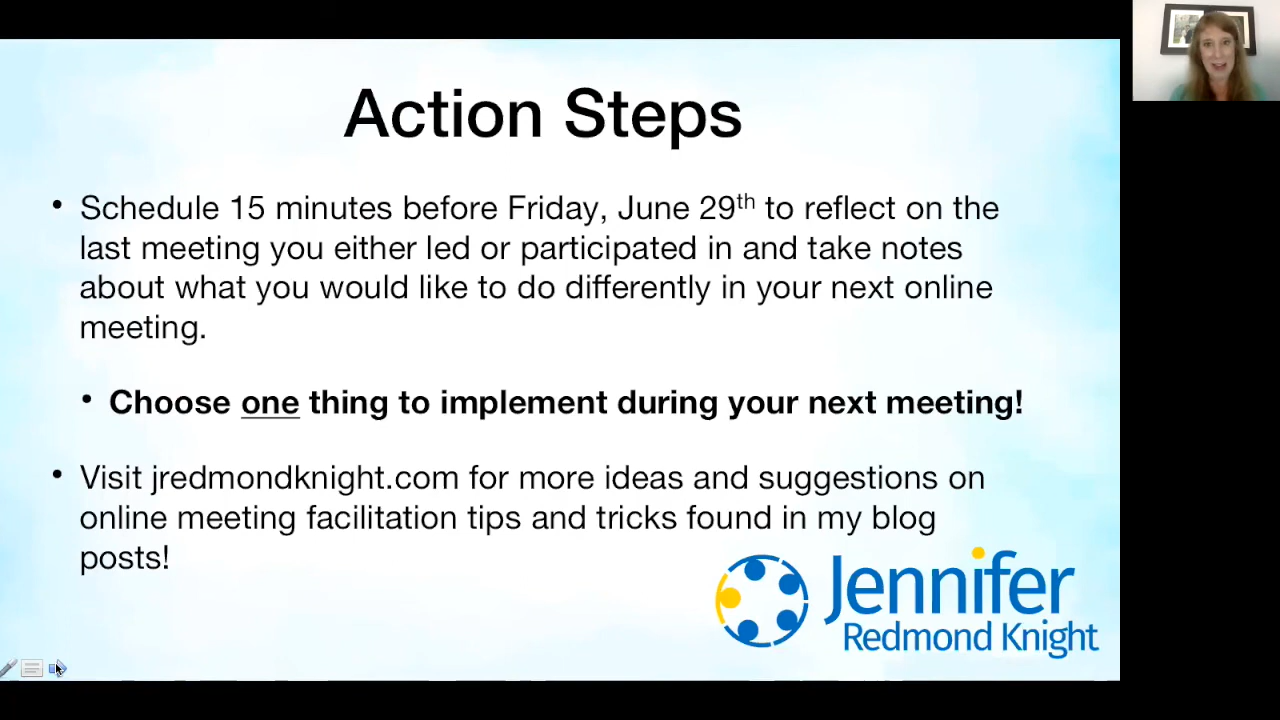 Action Steps
• Schedule 15 minutes before Friday, June 29th to reflect on the
last meeting you either led or participated in and take notes
about what you would like to do differently in your next online
meeting.
• Choose one thing to implement during your next meeting!
• Visit jredmondknight.com for more ideas and suggestions on
online meeting facilitation tips and tricks found in my blog
posts!
Jennifer
Redmond Knight